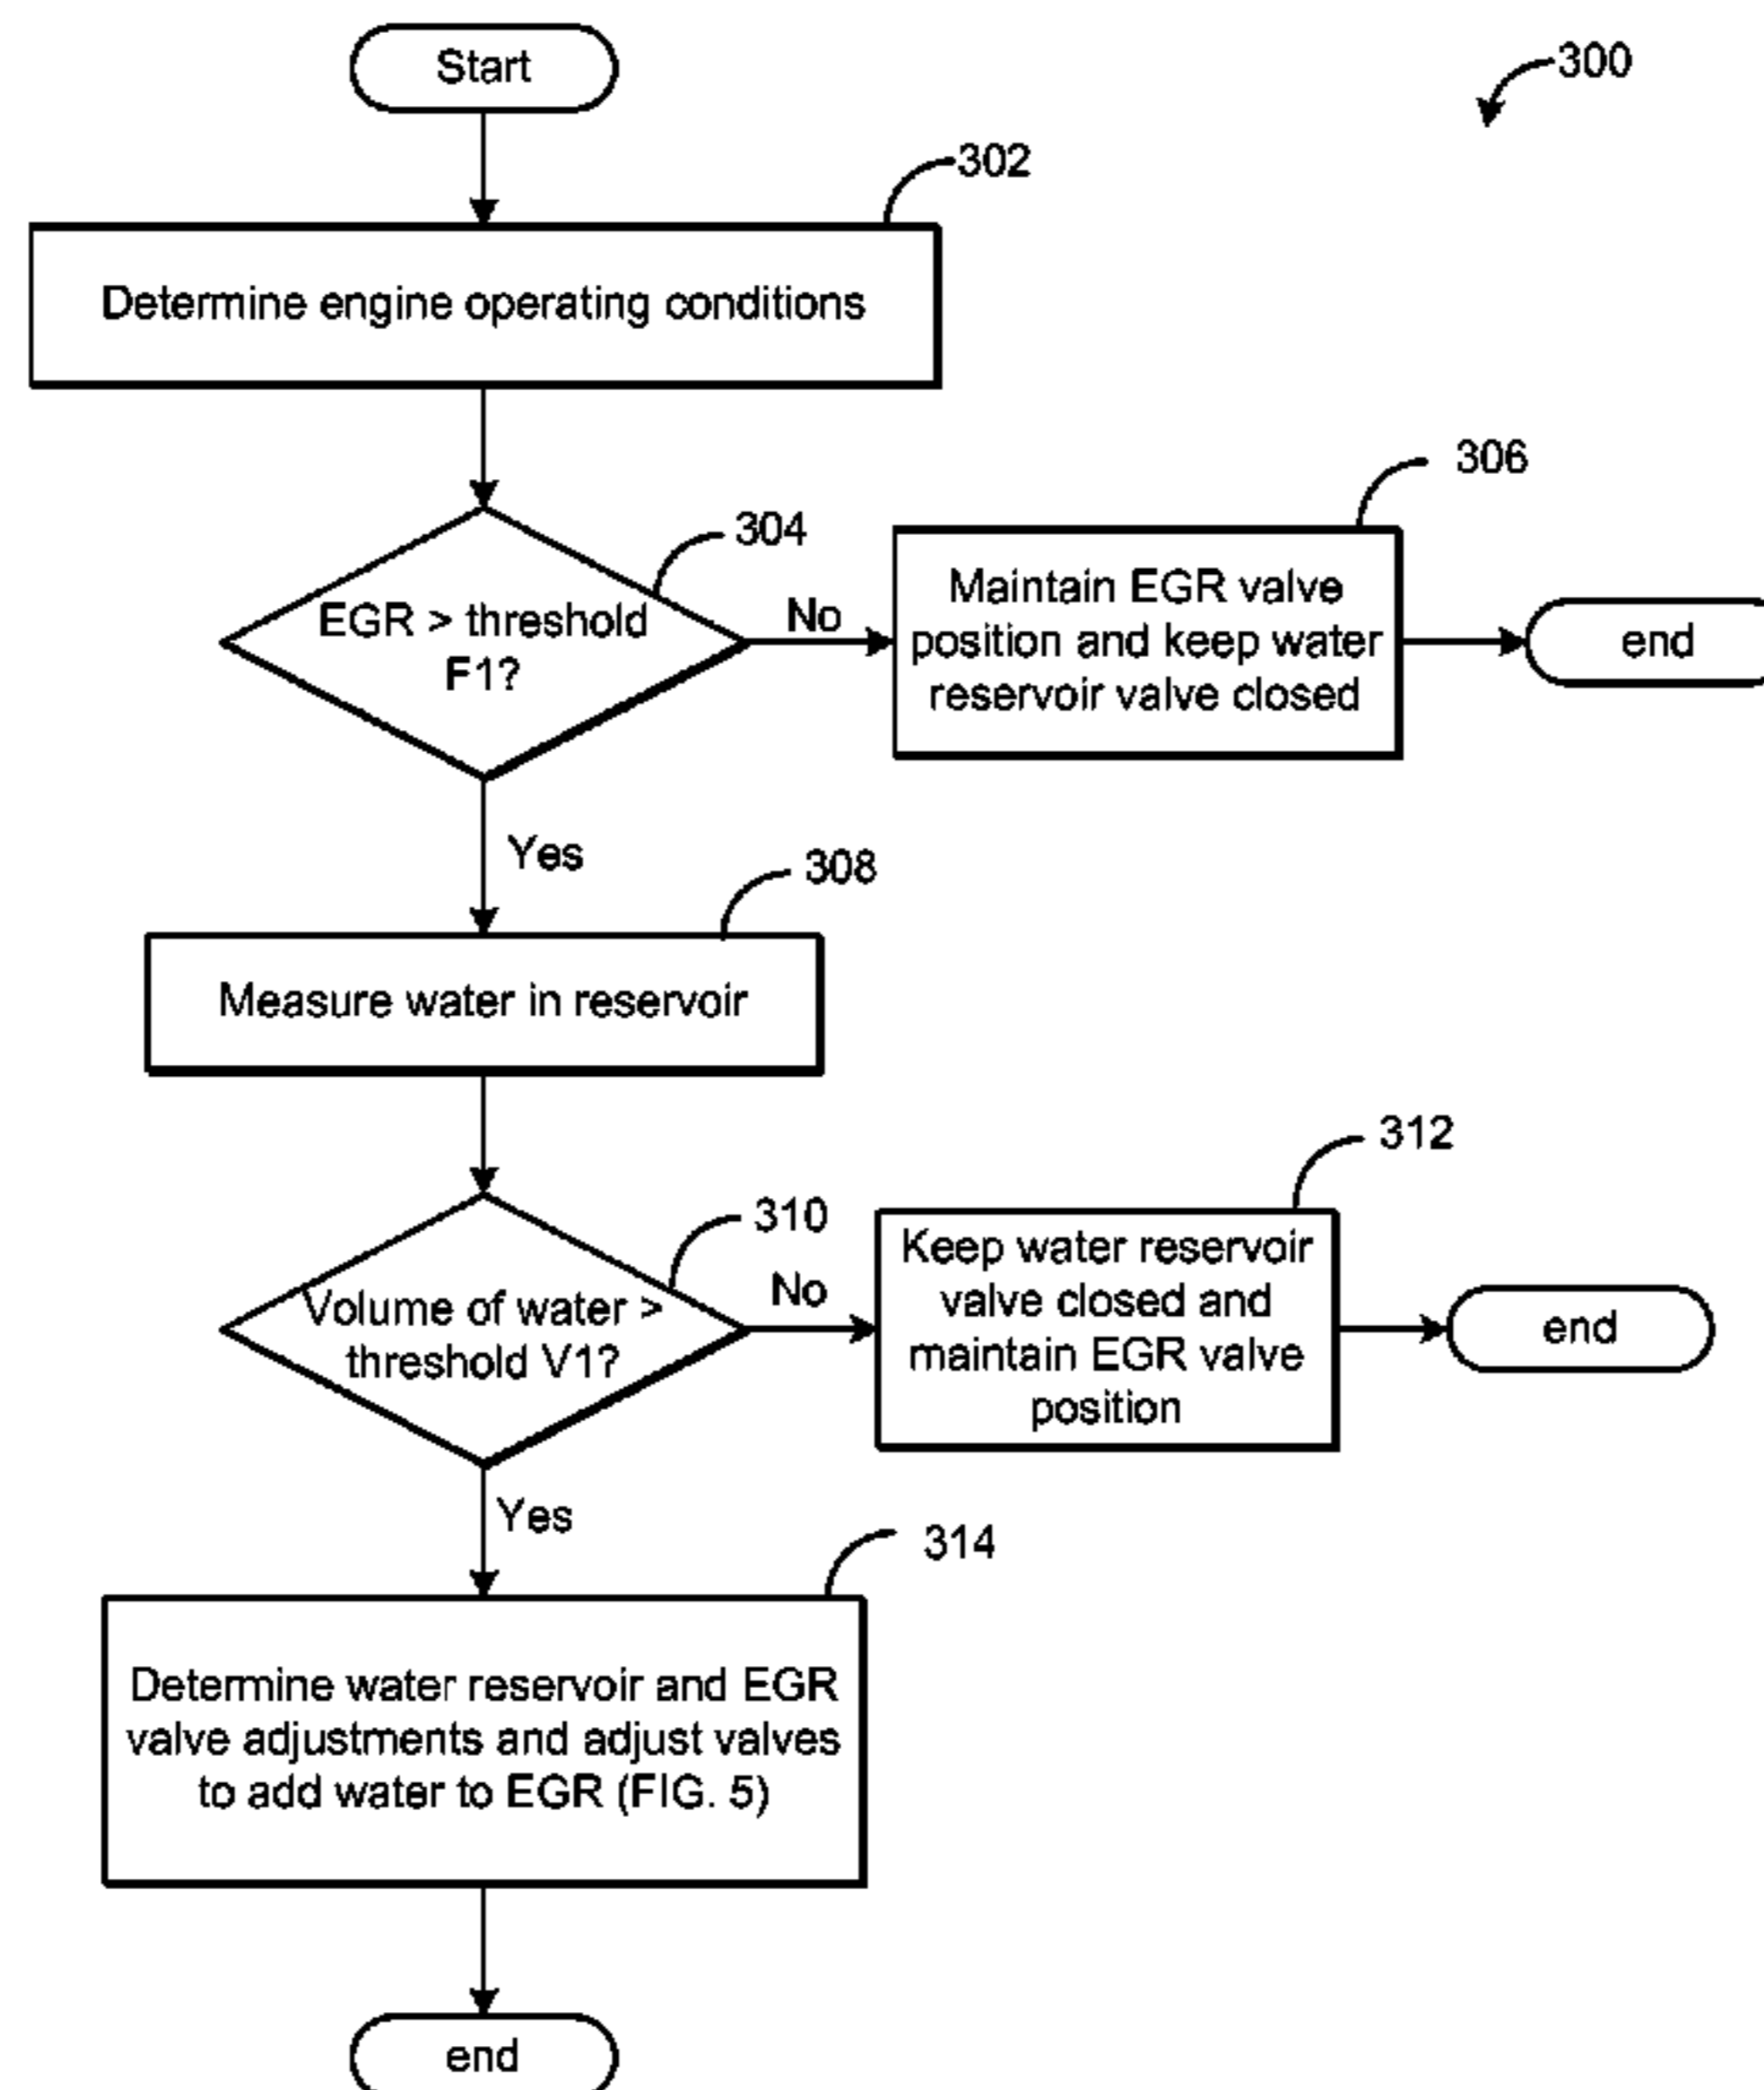 Start
300
302
Determine engine operating conditions
304
EGR > threshold
F1?
No
306
Maintain EGR valve
position and keep water
reservoir valve closed
end
Yes
308
Measure water in reservoir
310
Volume of water >
threshold V1?
No
312
Keep water reservoir
valve closed and
maintain EGR valve
position
end
Yes
314
Determine water reservoir and EGR
valve adjustments and adjust valves
to add water to EGR (FIG. 5)
end